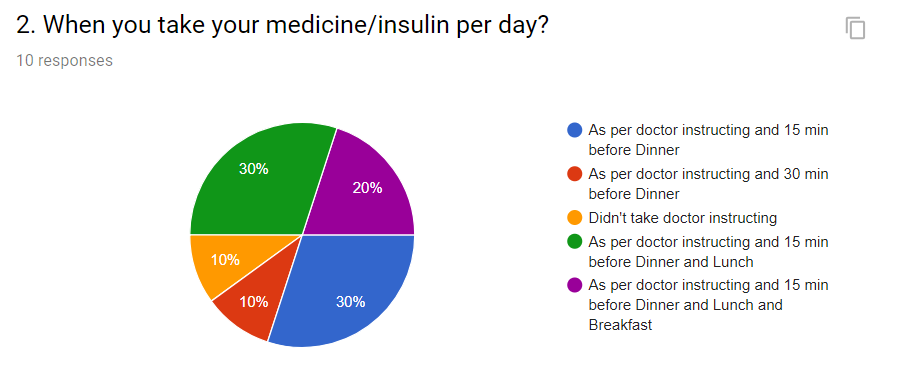 2. When you take your medicine/insulin per day?
10 responses
30%
20%
10%
10%
30%
As per doctor instructing and 15 min
before Dinner
As per doctor instructing and 30 min
before Dinner
Didn't take doctor instructing
As per doctor instructing and 15 min
before Dinner and Lunch
As per doctor instructing and 15 min
before Dinner and Lunch and
Breakfast